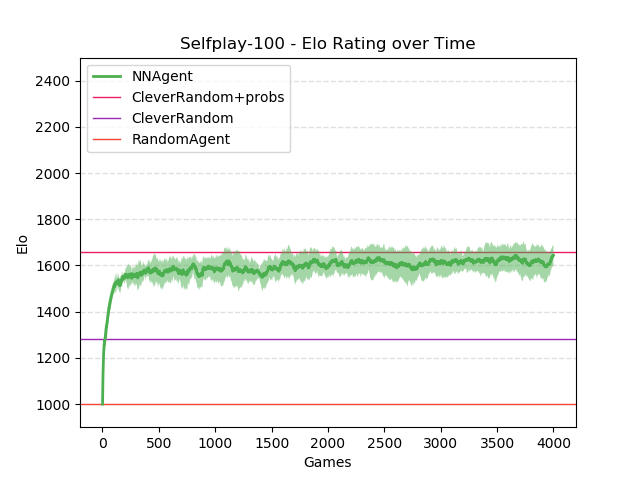 Selfplay-100 - Elo Rating over Time
NNAgent
CleverRandom+probs
CleverRandom
RandomAgent
Elo
2400
2200
2000
1800
1600
1400
1200
1000
0 500 1000 1500 2000 2500 3000 3500 4000
Games